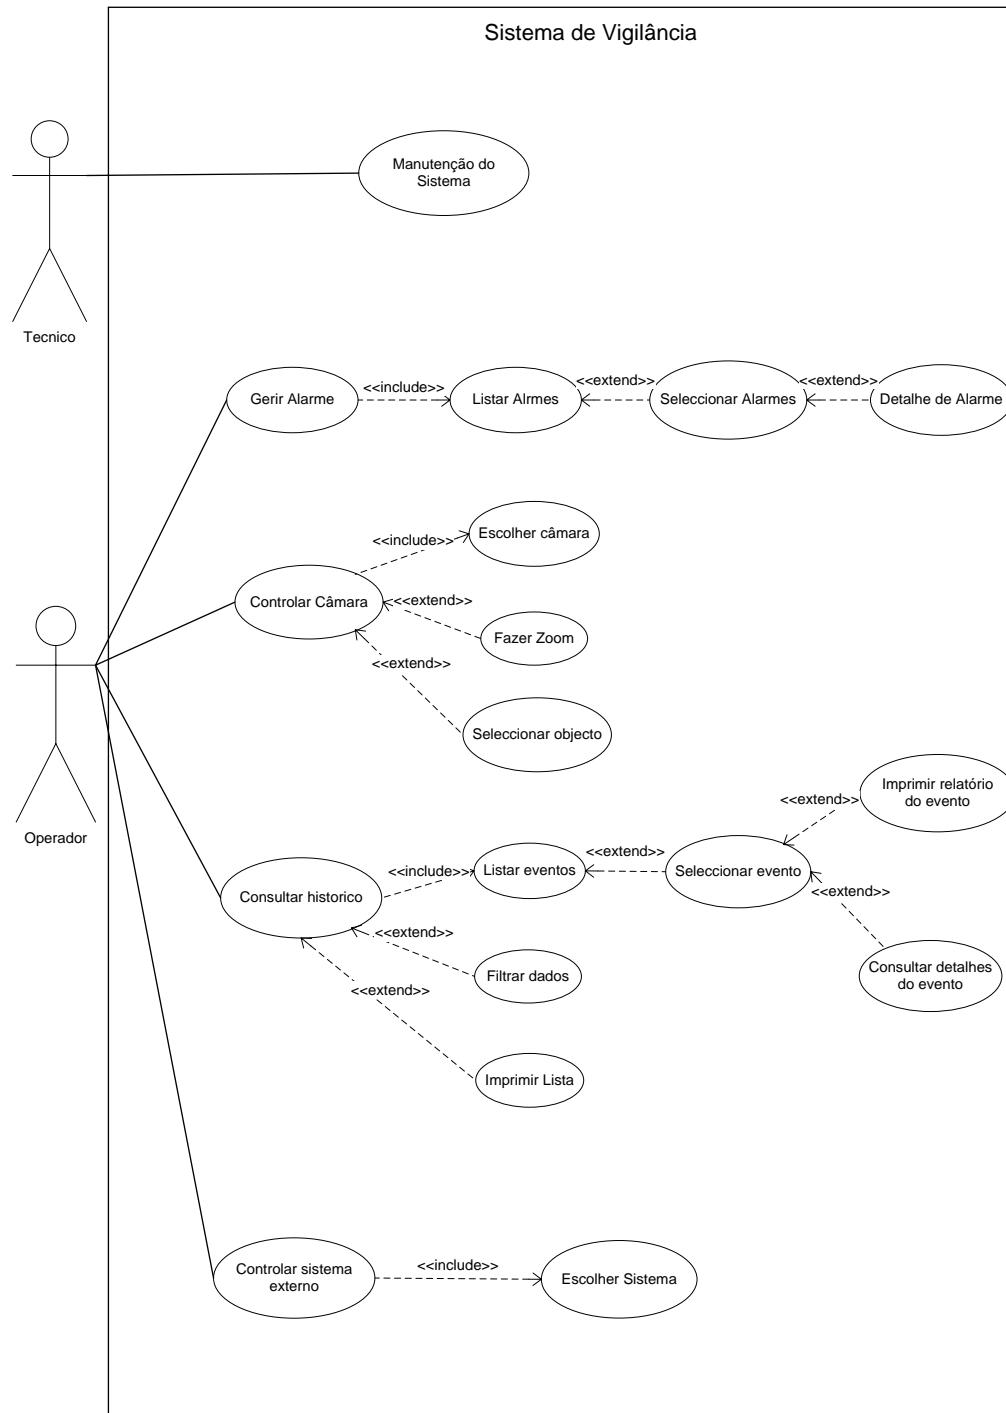 Sistema de Vigilância
Manutenção do
Sistema
Tecnico
Gerir Alarme
<<include>>
Listar Alrmes
<<extend>>
Seleccionar Alarmes
<<extend>>
Detalhe de Alarme
Escolher câmara
<<include>>
Controlar Câmara
<<extend>>
Fazer Zoom
<<extend>>
Seleccionar objecto
Operador
Imprimir relatório
do evento
<<extend>>
Consultar historico
<<include>>
Listar eventos
<<extend>>
Seleccionar evento
<<extend>>
Consultar detalhes
do evento
<<extend>>
Filtrar dados
<<extend>>
Imprimir Lista
Controlar sistema
externo
<<include>>
Escolher Sistema